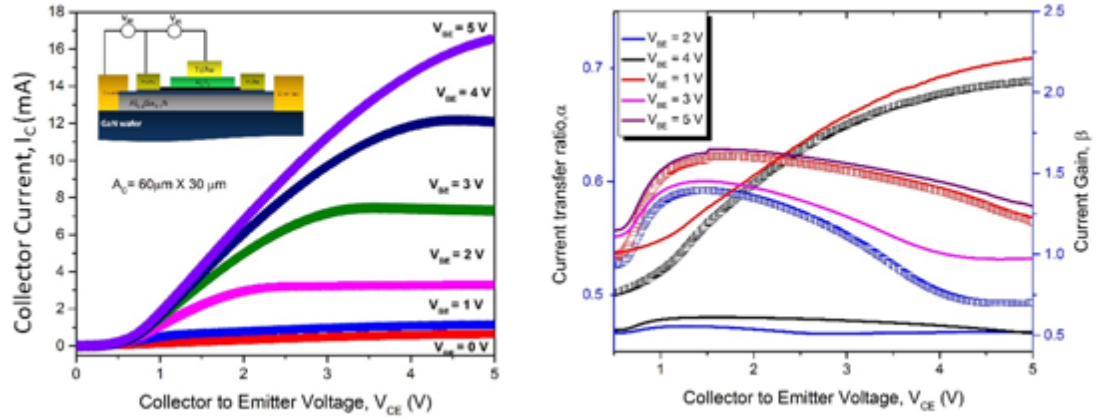 Collector Current, I_C (mA)
18
16
14
12
10
8
6
4
2
0
0
1
2
3
4
5
Collector to Emitter Voltage, V_CE (V)
GaN wafer
A_C= 60μm X 30 μm
V_BE = 5 V
V_BE = 4 V
V_BE = 3 V
V_BE = 2 V
V_BE = 1 V
V_BE = 0 V
Current transfer ratio,α
0.7
0.6
0.5
V_BE = 2 V
V_BE = 4 V
V_BE = 1 V
V_BE = 3 V
V_BE = 5 V
1
2
3
4
5
Collector to Emitter Voltage, V_CE (V)
2.5
2.0
1.5
1.0
0.5
Current Gain, β